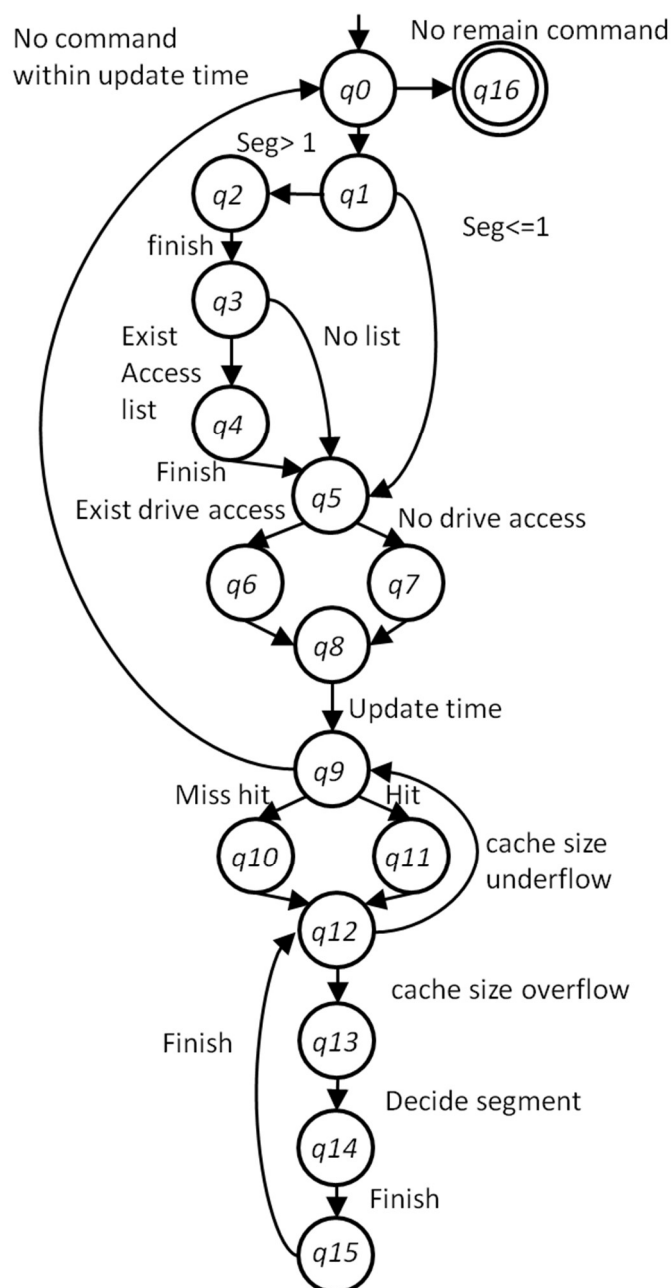 No command
within update time
No remain command
q0
q16
Seg> 1
q2
q1
Seg<=1
finish
q3
Exist
Access
list
No list
q4
Finish
q5
Exist drive access
No drive access
q6
q7
q8
Update time
q9
Miss hit
Hit
q10
q11
cache size
underflow
q12
cache size overflow
Finish
q13
Decide segment
q14
Finish
q15